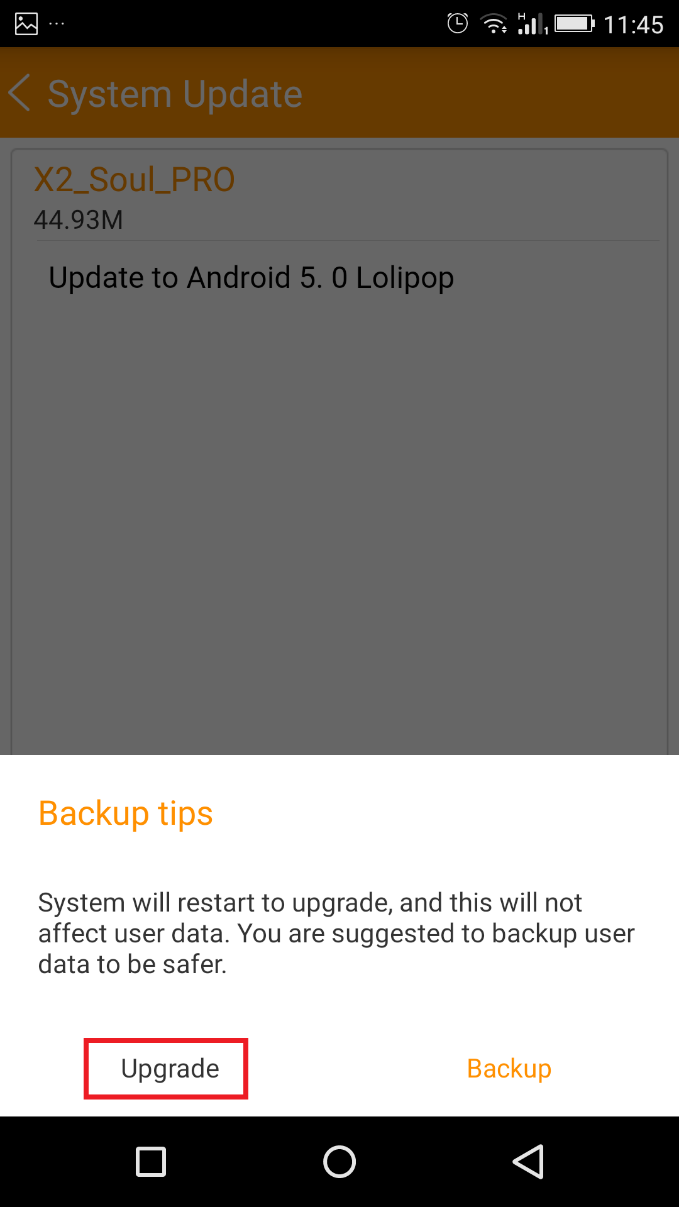 11:45
System Update
X2_Soul_PRO
44.93M
Update to Android 5. 0 Lolipop
Backup tips
System will restart to upgrade, and this will not
affect user data. You are suggested to backup user
data to be safer.
Upgrade
Backup